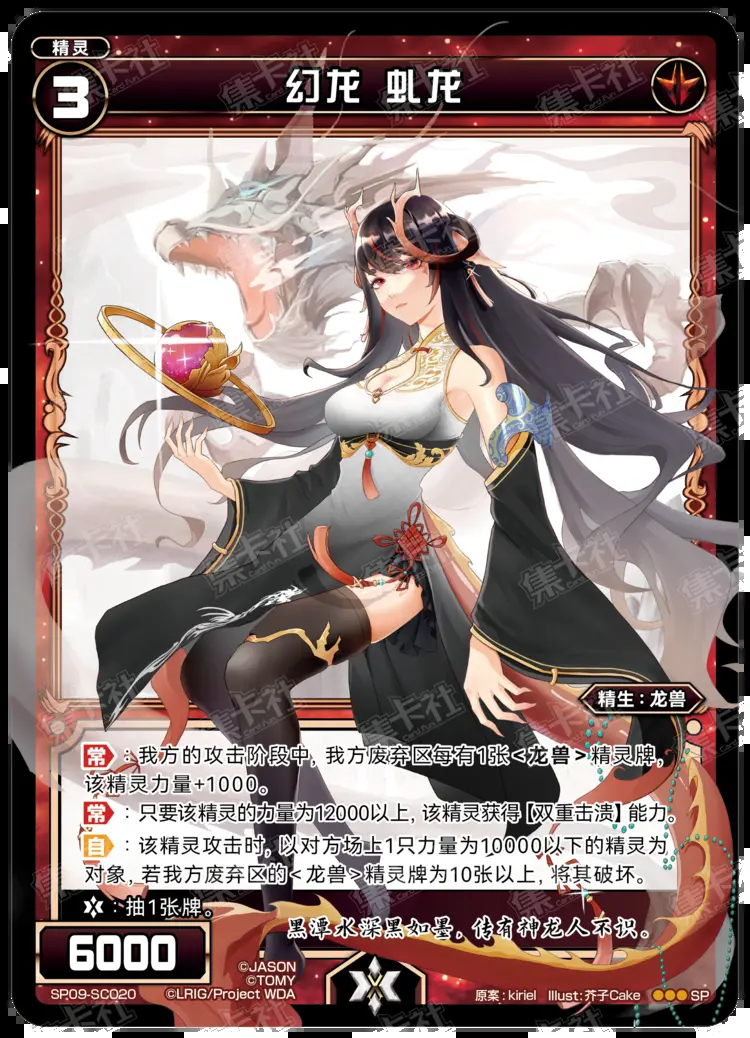 精灵
3
幻龙 虬龙
精生：龙兽
常：我方的攻击阶段中，我方废弃区每有1张<龙兽>精灵牌，
该精灵力量+1000。
常：只要该精灵的力量为12000以上，该精灵获得【双重击溃】能力。
自：该精灵攻击时，以对方场上1只力量为10000以下的精灵为
对象，若我方废弃区的<龙兽>精灵牌为10张以上，将其破坏。
：抽1张牌。
黑潭水深黑如墨，传有神龙人不识。
6000
©JASON
©TOMY
SP09-SC020 ©LRIG/Project WDA
原案：kiriel Illust：芥子Cake SP
集卡社